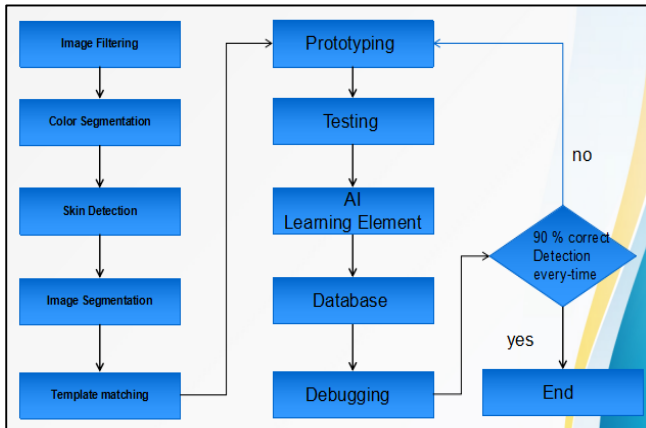 Image Filtering
Color Segmentation
Skin Detection
Image Segmentation
Template matching
Prototyping
Testing
AI
Learning Element
Database
Debugging
no
90 % correct
Detection
every-time
yes
End